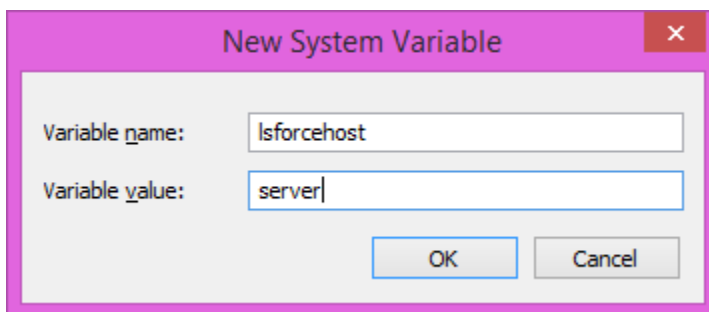 New System Variable
Variable name: lsforcehost
Variable value: server
OK Cancel